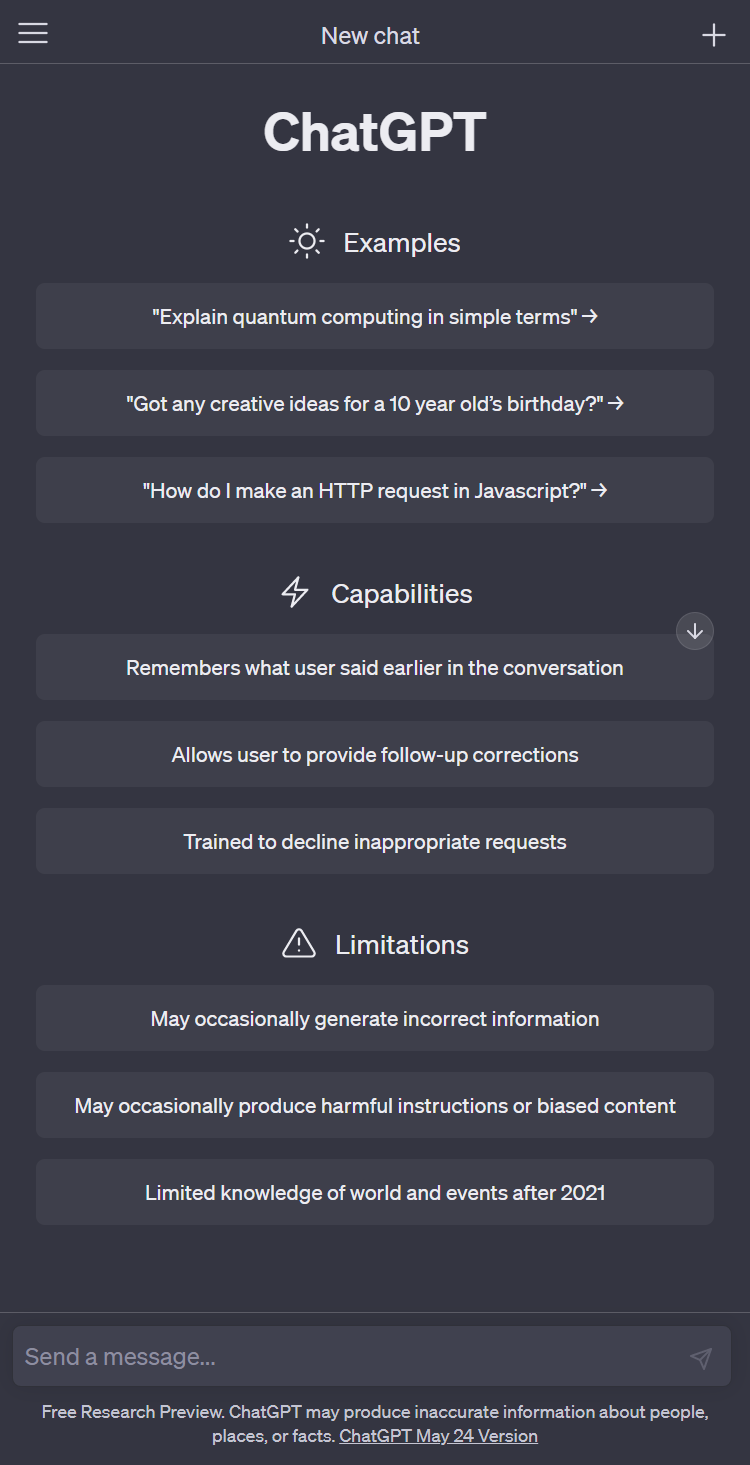 New chat
ChatGPT
Examples
"Explain quantum computing in simple terms" →
"Got any creative ideas for a 10 year old’s birthday?" →
"How do I make an HTTP request in Javascript?" →
Capabilities
Remembers what user said earlier in the conversation
Allows user to provide follow-up corrections
Trained to decline inappropriate requests
Limitations
May occasionally generate incorrect information
May occasionally produce harmful instructions or biased content
Limited knowledge of world and events after 2021
Send a message...
Free Research Preview. ChatGPT may produce inaccurate information about people,
places, or facts. ChatGPT May 24 Version